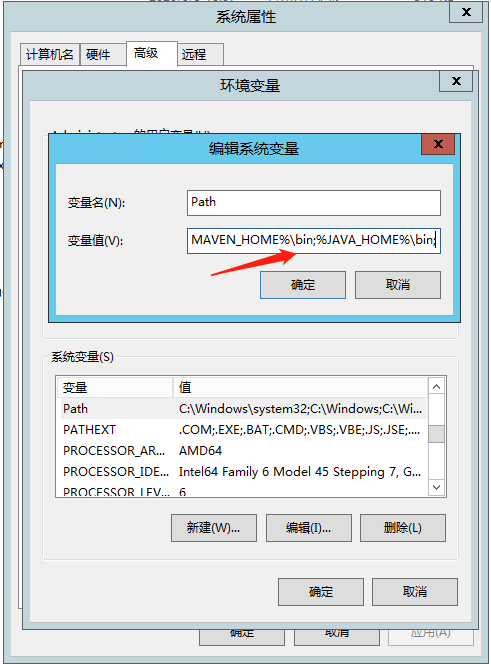 系统属性
x
计算机名 硬件 高级 远程
环境变量
x
编辑系统变量
x
变量名(N): Path
变量值(V): MAVEN_HOME%\bin;%JAVA_HOME%\bin;
确定 取消
系统变量(S)
变量 值
Path C:\Windows\system32;C:\Windows;C:\Wi...
PATHEXT .COM;.EXE;.BAT;.CMD;.VBS;.VBE;.JS;.JSE;....
PROCESSOR_AR... AMD64
PROCESSOR_IDE... Intel64 Family 6 Model 45 Stepping 7, G...
PROCESSOR_LEV... 6
新建(W)... 编辑(I)... 删除(L)
确定 取消
确定 取消 应用(A)